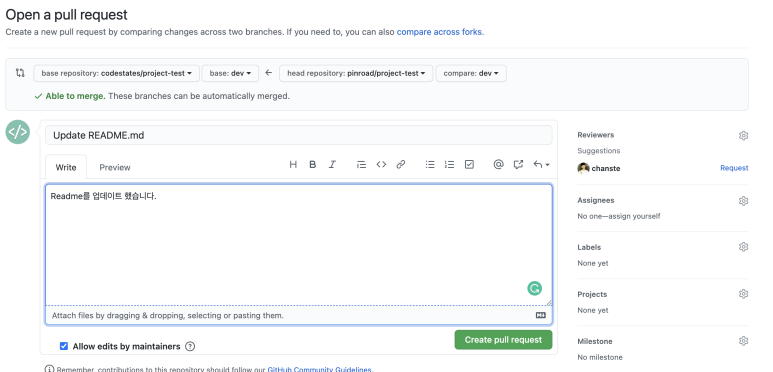 Open a pull request
Create a new pull request by comparing changes across two branches. If you need to, you can also compare across forks.
base repository: codestates/project-test base: dev ← head repository: pinroad/project-test compare: dev
✓ Able to merge. These branches can be automatically merged.
Update README.md
Write Preview H B I @
Readme를 업데이트 했습니다.
Attach files by dragging & dropping, selecting or pasting them.
Allow edits by maintainers
Create pull request
Remember, contributions to this repository should follow our GitHub Community Guidelines.
Reviewers
Suggestions
chanste Request
Assignees
No one—assign yourself
Labels
None yet
Projects
None yet
Milestone
No milestone